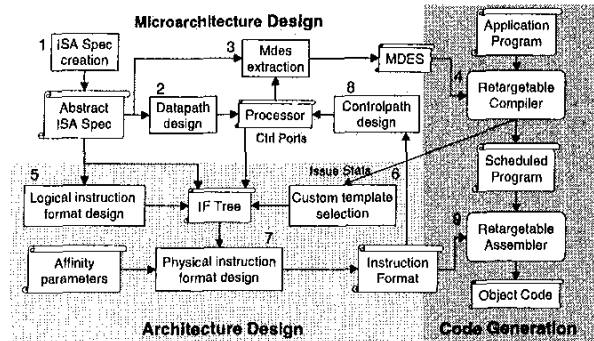 Microarchitecture Design
1
ISA Spec
creation
3
Mdes
extraction
MDES
Application
Program
4
Retargetable
Compiler
Abstract
ISA Spec
2
Datapath
design
Processor
Ctrl Ports
8
Controlpath
design
Issue Stats
6
Scheduled
Program
5
Logical instruction
format design
IF Tree
Custom template
selection
9
Retargetable
Assembler
Affinity
parameters
7
Physical instruction
format design
Instruction
Format
Object Code
Architecture Design
Code Generation